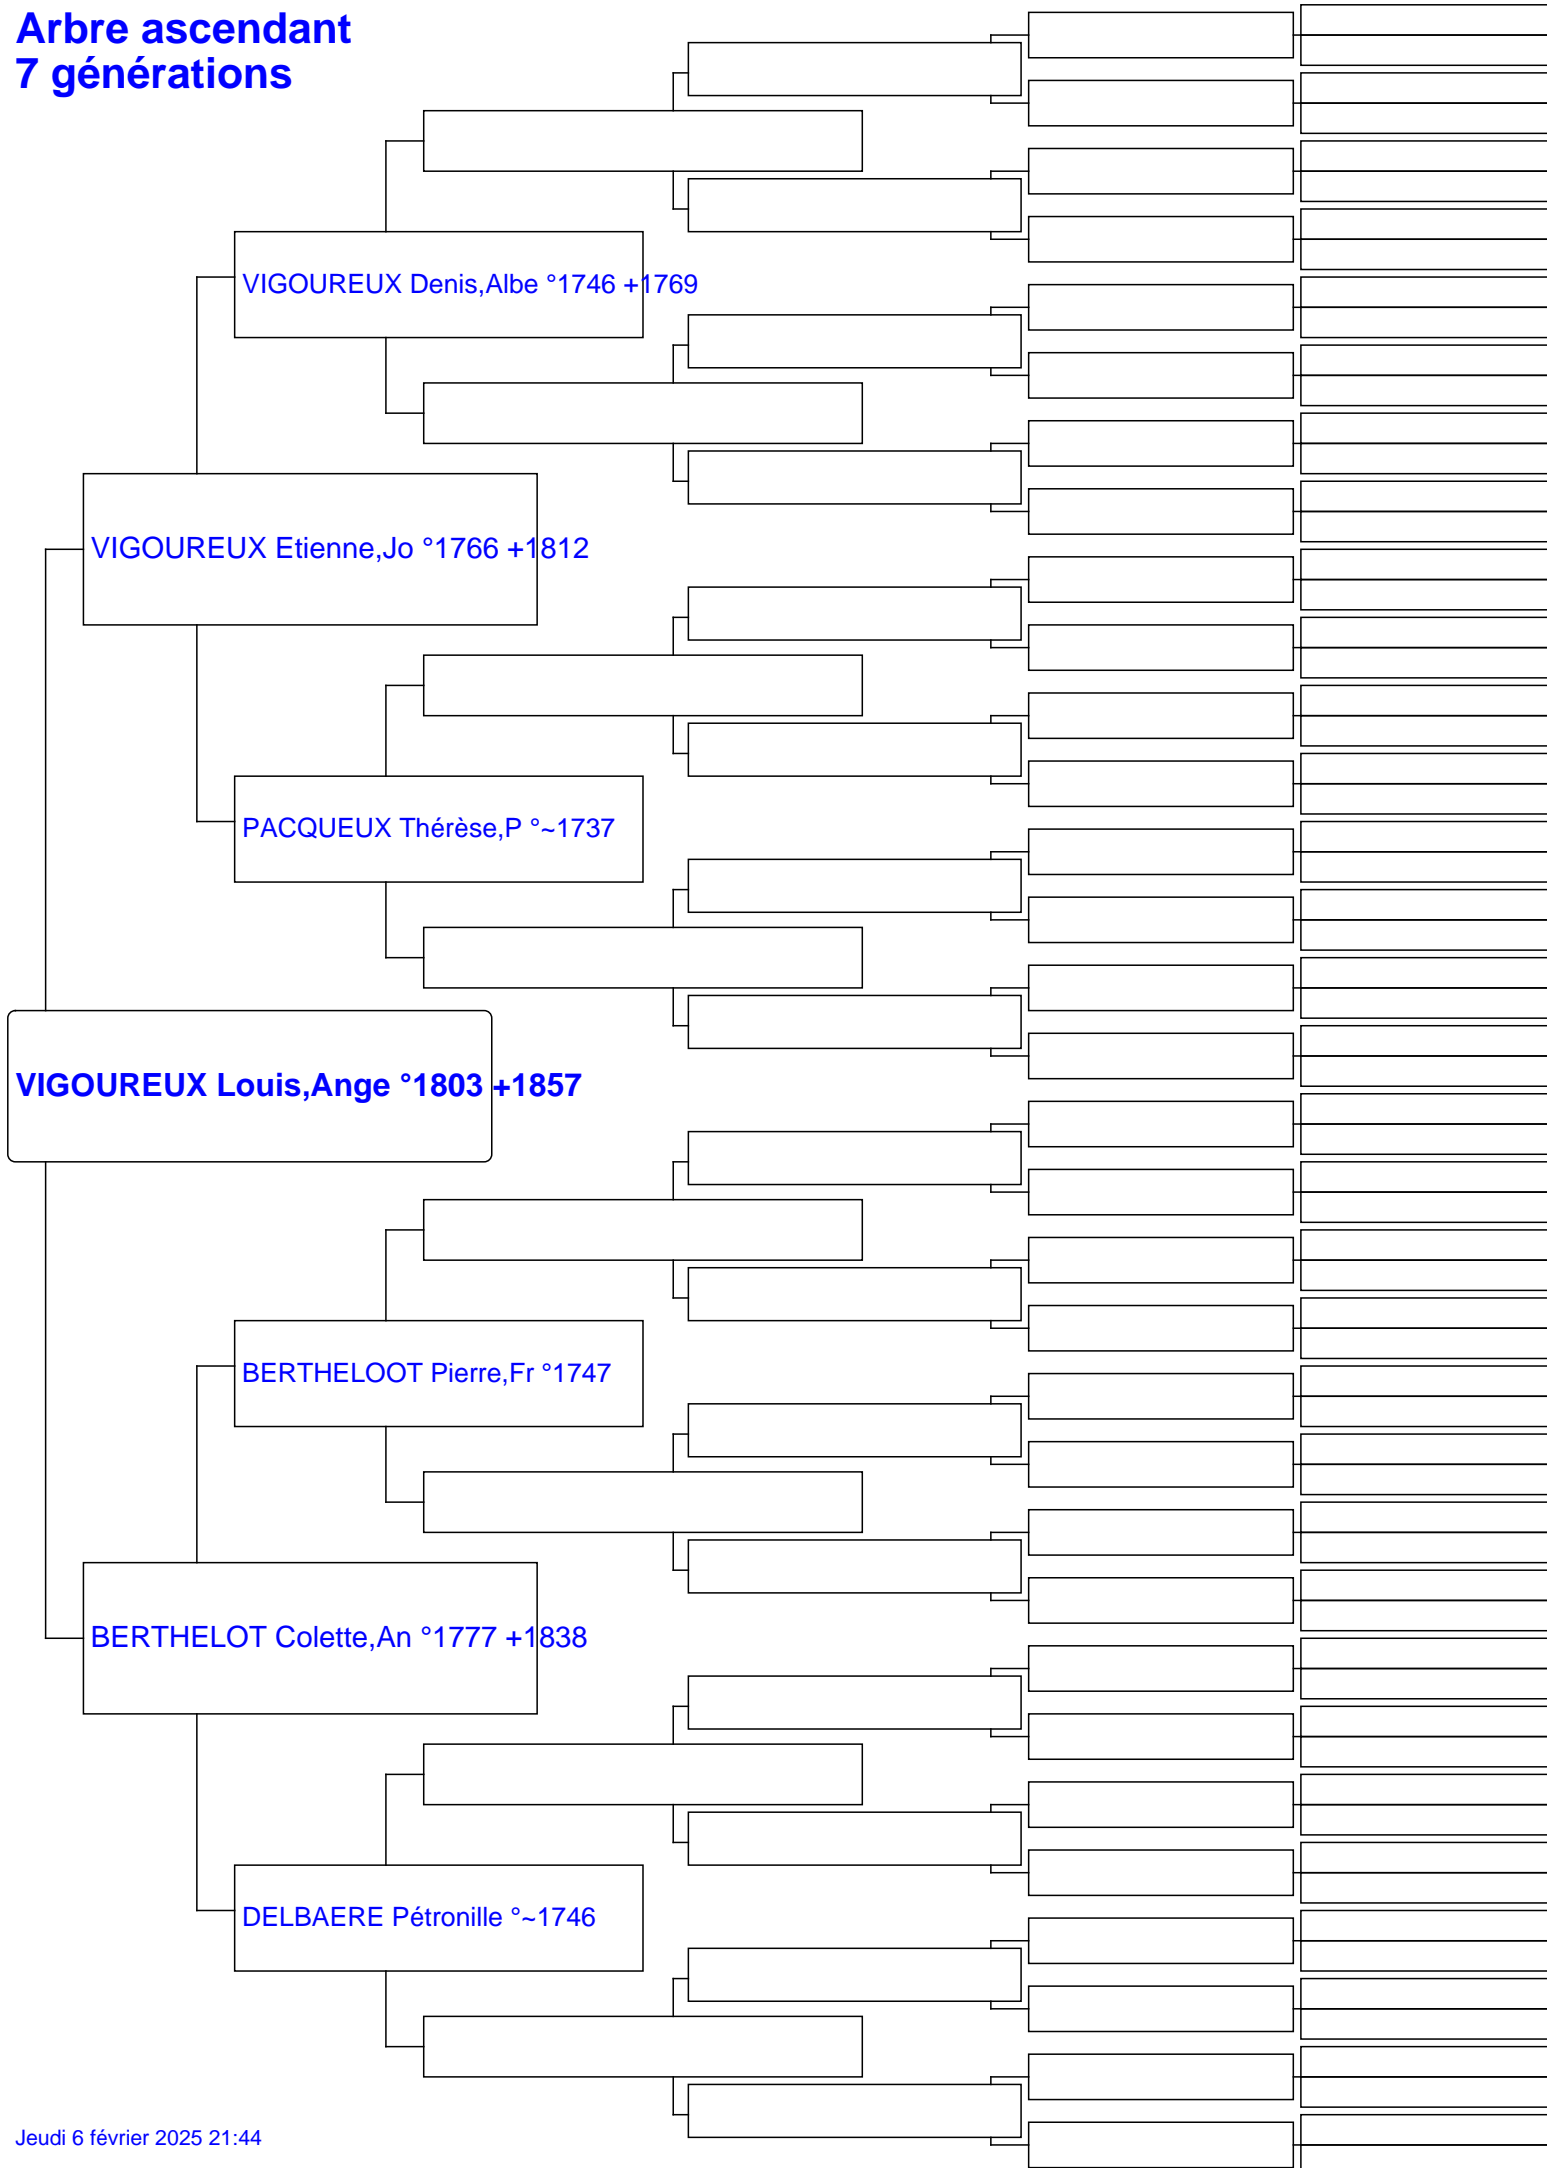 Arbre ascendant
7 générations
VIGOUREUX Denis,Albe °1746 +1769
VIGOUREUX Etienne,Jo °1766 +1812
PACQUEUX Thérèse,P °~1737
VIGOUREUX Louis,Ange °1803 +1857
BERTHELOOT Pierre,Fr °1747
BERTHELOT Colette,An °1777 +1838
DELBAERE Pétronille °~1746
Jeudi 6 février 2025 21:44